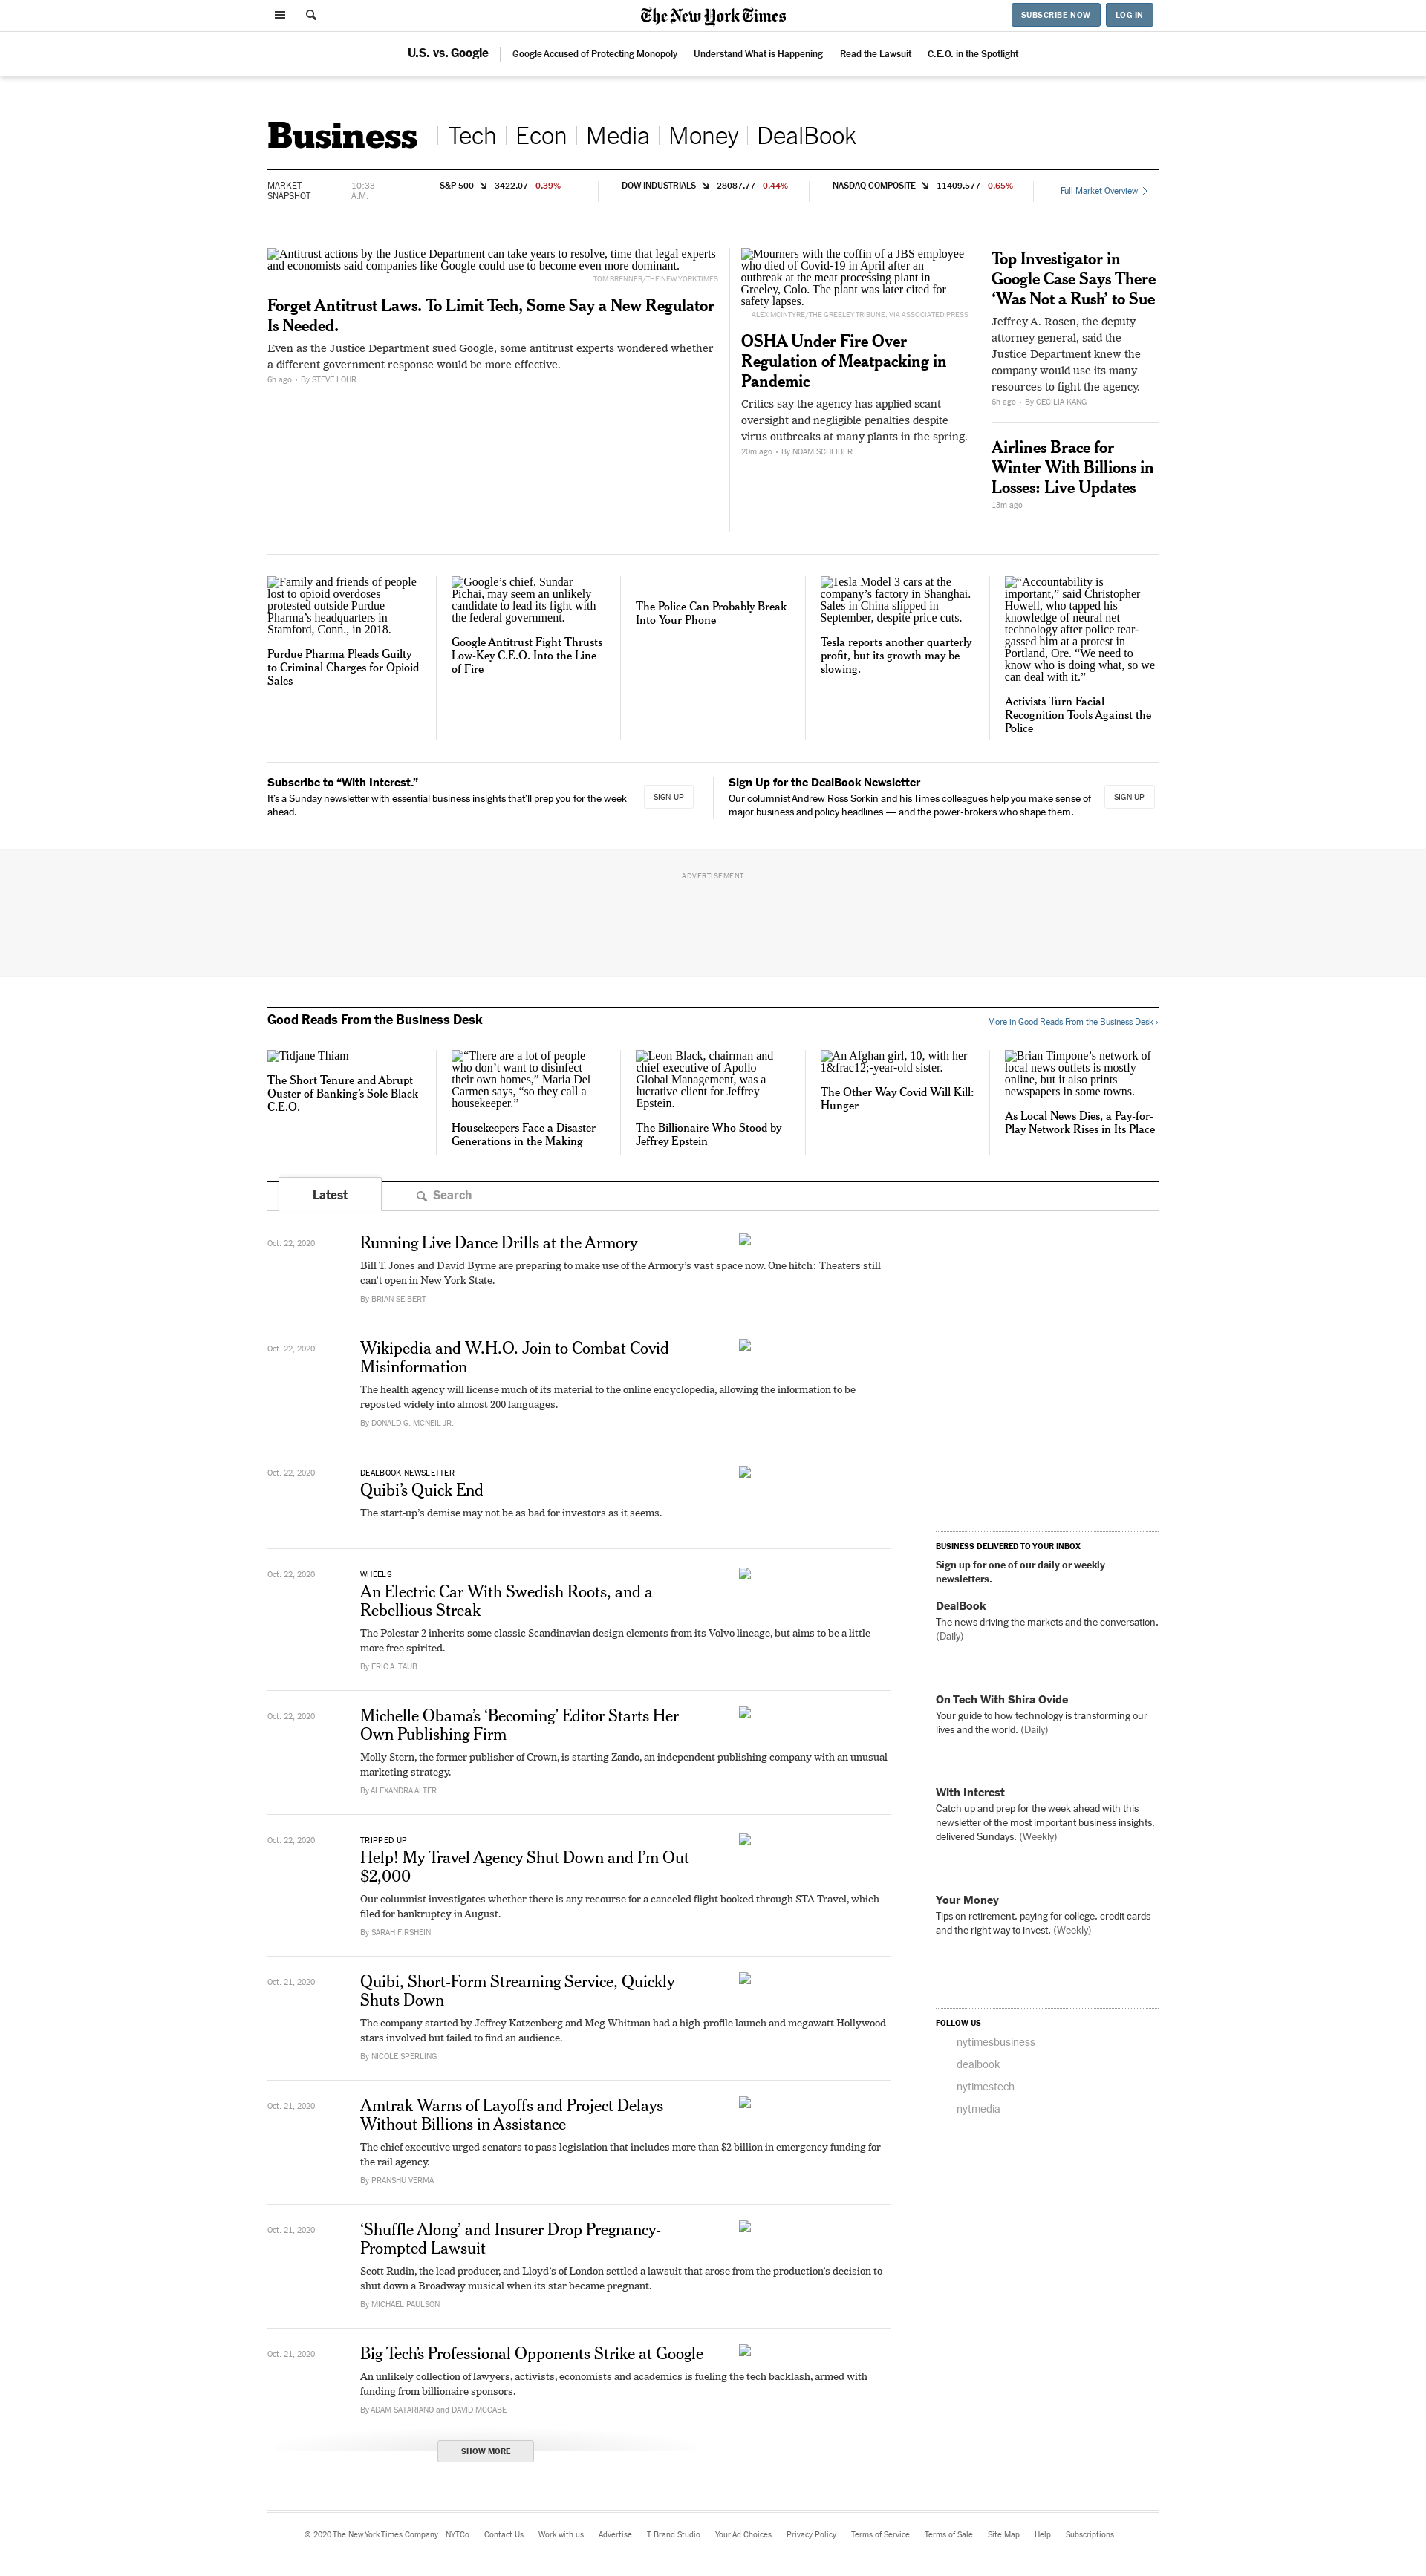 The New York Times
SUBSCRIBE NOW
LOG IN
U.S. vs. Google
Google Accused of Protecting Monopoly
Understand What is Happening
Read the Lawsuit
C.E.O. in the Spotlight
Business
Tech
Econ
Media
Money
DealBook
MARKET
SNAPSHOT
10:33
A.M.
S&P 500 3422.07 -0.39%
DOW INDUSTRIALS 28087.77 -0.44%
NASDAQ COMPOSITE 11409.577 -0.65%
Full Market Overview
Antitrust actions by the Justice Department can take years to resolve, time that legal experts
and economists said companies like Google could use to become even more dominant.
TOM BRENNER/THE NEW YORK TIMES
Forget Antitrust Laws. To Limit Tech, Some Say a New Regulator
Is Needed.
Even as the Justice Department sued Google, some antitrust experts wondered whether
a different government response would be more effective.
6h ago • By STEVE LOHR
Mourners with the coffin of a JBS employee
who died of Covid-19 in April after an
outbreak at the meat processing plant in
Greeley, Colo. The plant was later cited for
safety lapses.
ALEX MCINTYRE/THE GREELEY TRIBUNE, VIA ASSOCIATED PRESS
OSHA Under Fire Over
Regulation of Meatpacking in
Pandemic
Critics say the agency has applied scant
oversight and negligible penalties despite
virus outbreaks at many plants in the spring.
20m ago • By NOAM SCHEIBER
Top Investigator in
Google Case Says There
‘Was Not a Rush’ to Sue
Jeffrey A. Rosen, the deputy
attorney general, said the
Justice Department knew the
company would use its many
resources to fight the agency.
6h ago • By CECILIA KANG
Airlines Brace for
Winter With Billions in
Losses: Live Updates
13m ago
Family and friends of people
lost to opioid overdoses
protested outside Purdue
Pharma’s headquarters in
Stamford, Conn., in 2018.
Purdue Pharma Pleads Guilty
to Criminal Charges for Opioid
Sales
Google’s chief, Sundar
Pichai, may seem an unlikely
candidate to lead its fight with
the federal government.
Google Antitrust Fight Thrusts
Low-Key C.E.O. Into the Line
of Fire
The Police Can Probably Break
Into Your Phone
Tesla Model 3 cars at the
company’s factory in Shanghai.
Sales in China slipped in
September, despite price cuts.
Tesla reports another quarterly
profit, but its growth may be
slowing.
“Accountability is
important,” said Christopher
Howell, who tapped his
knowledge of neural net
technology after police tear-
gassed him at a protest in
Portland, Ore. “We need to
know who is doing what, so we
can deal with it.”
Activists Turn Facial
Recognition Tools Against the
Police
Subscribe to “With Interest.”
It’s a Sunday newsletter with essential business insights that’ll prep you for the week
ahead.
SIGN UP
Sign Up for the DealBook Newsletter
Our columnist Andrew Ross Sorkin and his Times colleagues help you make sense of
major business and policy headlines — and the power-brokers who shape them.
SIGN UP
ADVERTISEMENT
Good Reads From the Business Desk
More in Good Reads From the Business Desk ›
Tidjane Thiam
The Short Tenure and Abrupt
Ouster of Banking’s Sole Black
C.E.O.
“There are a lot of people
who don’t want to disinfect
their own homes,” Maria Del
Carmen says, “so they call a
housekeeper.”
Housekeepers Face a Disaster
Generations in the Making
Leon Black, chairman and
chief executive of Apollo
Global Management, was a
lucrative client for Jeffrey
Epstein.
The Billionaire Who Stood by
Jeffrey Epstein
An Afghan girl, 10, with her
1&frac12;-year-old sister.
The Other Way Covid Will Kill:
Hunger
Brian Timpone’s network of
local news outlets is mostly
online, but it also prints
newspapers in some towns.
As Local News Dies, a Pay-for-
Play Network Rises in Its Place
Latest
Search
Oct. 22, 2020
Running Live Dance Drills at the Armory
Bill T. Jones and David Byrne are preparing to make use of the Armory’s vast space now. One hitch: Theaters still
can’t open in New York State.
By BRIAN SEIBERT
Oct. 22, 2020
Wikipedia and W.H.O. Join to Combat Covid
Misinformation
The health agency will license much of its material to the online encyclopedia, allowing the information to be
reposted widely into almost 200 languages.
By DONALD G. MCNEIL JR.
Oct. 22, 2020
DEALBOOK NEWSLETTER
Quibi’s Quick End
The start-up’s demise may not be as bad for investors as it seems.
Oct. 22, 2020
WHEELS
An Electric Car With Swedish Roots, and a
Rebellious Streak
The Polestar 2 inherits some classic Scandinavian design elements from its Volvo lineage, but aims to be a little
more free spirited.
By ERIC A. TAUB
Oct. 22, 2020
Michelle Obama’s ‘Becoming’ Editor Starts Her
Own Publishing Firm
Molly Stern, the former publisher of Crown, is starting Zando, an independent publishing company with an unusual
marketing strategy.
By ALEXANDRA ALTER
Oct. 22, 2020
TRIPPED UP
Help! My Travel Agency Shut Down and I’m Out
$2,000
Our columnist investigates whether there is any recourse for a canceled flight booked through STA Travel, which
filed for bankruptcy in August.
By SARAH FIRSHEIN
Oct. 21, 2020
Quibi, Short-Form Streaming Service, Quickly
Shuts Down
The company started by Jeffrey Katzenberg and Meg Whitman had a high-profile launch and megawatt Hollywood
stars involved but failed to find an audience.
By NICOLE SPERLING
Oct. 21, 2020
Amtrak Warns of Layoffs and Project Delays
Without Billions in Assistance
The chief executive urged senators to pass legislation that includes more than $2 billion in emergency funding for
the rail agency.
By PRANSHU VERMA
Oct. 21, 2020
‘Shuffle Along’ and Insurer Drop Pregnancy-
Prompted Lawsuit
Scott Rudin, the lead producer, and Lloyd’s of London settled a lawsuit that arose from the production’s decision to
shut down a Broadway musical when its star became pregnant.
By MICHAEL PAULSON
Oct. 21, 2020
Big Tech’s Professional Opponents Strike at Google
An unlikely collection of lawyers, activists, economists and academics is fueling the tech backlash, armed with
funding from billionaire sponsors.
By ADAM SATARIANO and DAVID MCCABE
SHOW MORE
BUSINESS DELIVERED TO YOUR INBOX
Sign up for one of our daily or weekly
newsletters.
DealBook
The news driving the markets and the conversation.
(Daily)
On Tech With Shira Ovide
Your guide to how technology is transforming our
lives and the world. (Daily)
With Interest
Catch up and prep for the week ahead with this
newsletter of the most important business insights,
delivered Sundays. (Weekly)
Your Money
Tips on retirement, paying for college, credit cards
and the right way to invest. (Weekly)
FOLLOW US
nytimesbusiness
dealbook
nytimestech
nytmedia
© 2020 The New York Times Company
NYTCo
Contact Us
Work with us
Advertise
T Brand Studio
Your Ad Choices
Privacy Policy
Terms of Service
Terms of Sale
Site Map
Help
Subscriptions